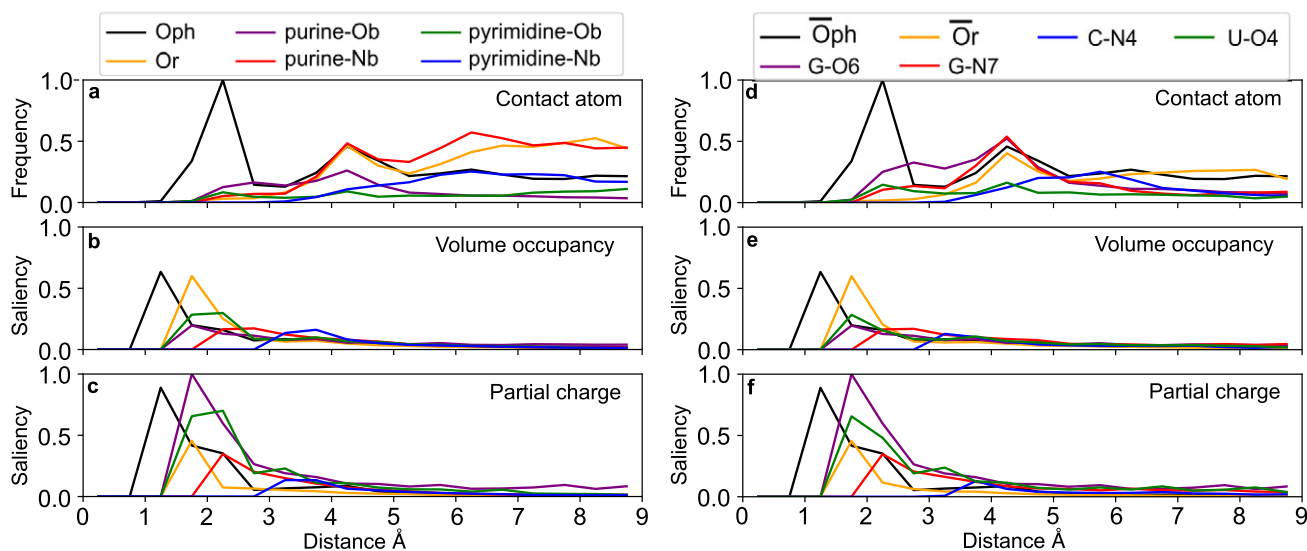 Oph purine-Ob pyrimidine-Ob
Or purine-Nb pyrimidine-Nb
a Contact atom
Frequency
1.0
0.5
0.0
b Volume occupancy
Saliency
1.0
0.5
0.0
c Partial charge
Saliency
1.0
0.5
0.0
0 1 2 3 4 5 6 7 8 9
Distance Å
O̅ph O̅r C-N4 U-O4
G-O6 G-N7
d Contact atom
Frequency
1.0
0.5
0.0
e Volume occupancy
Saliency
1.0
0.5
0.0
f Partial charge
Saliency
1.0
0.5
0.0
0 1 2 3 4 5 6 7 8 9
Distance Å